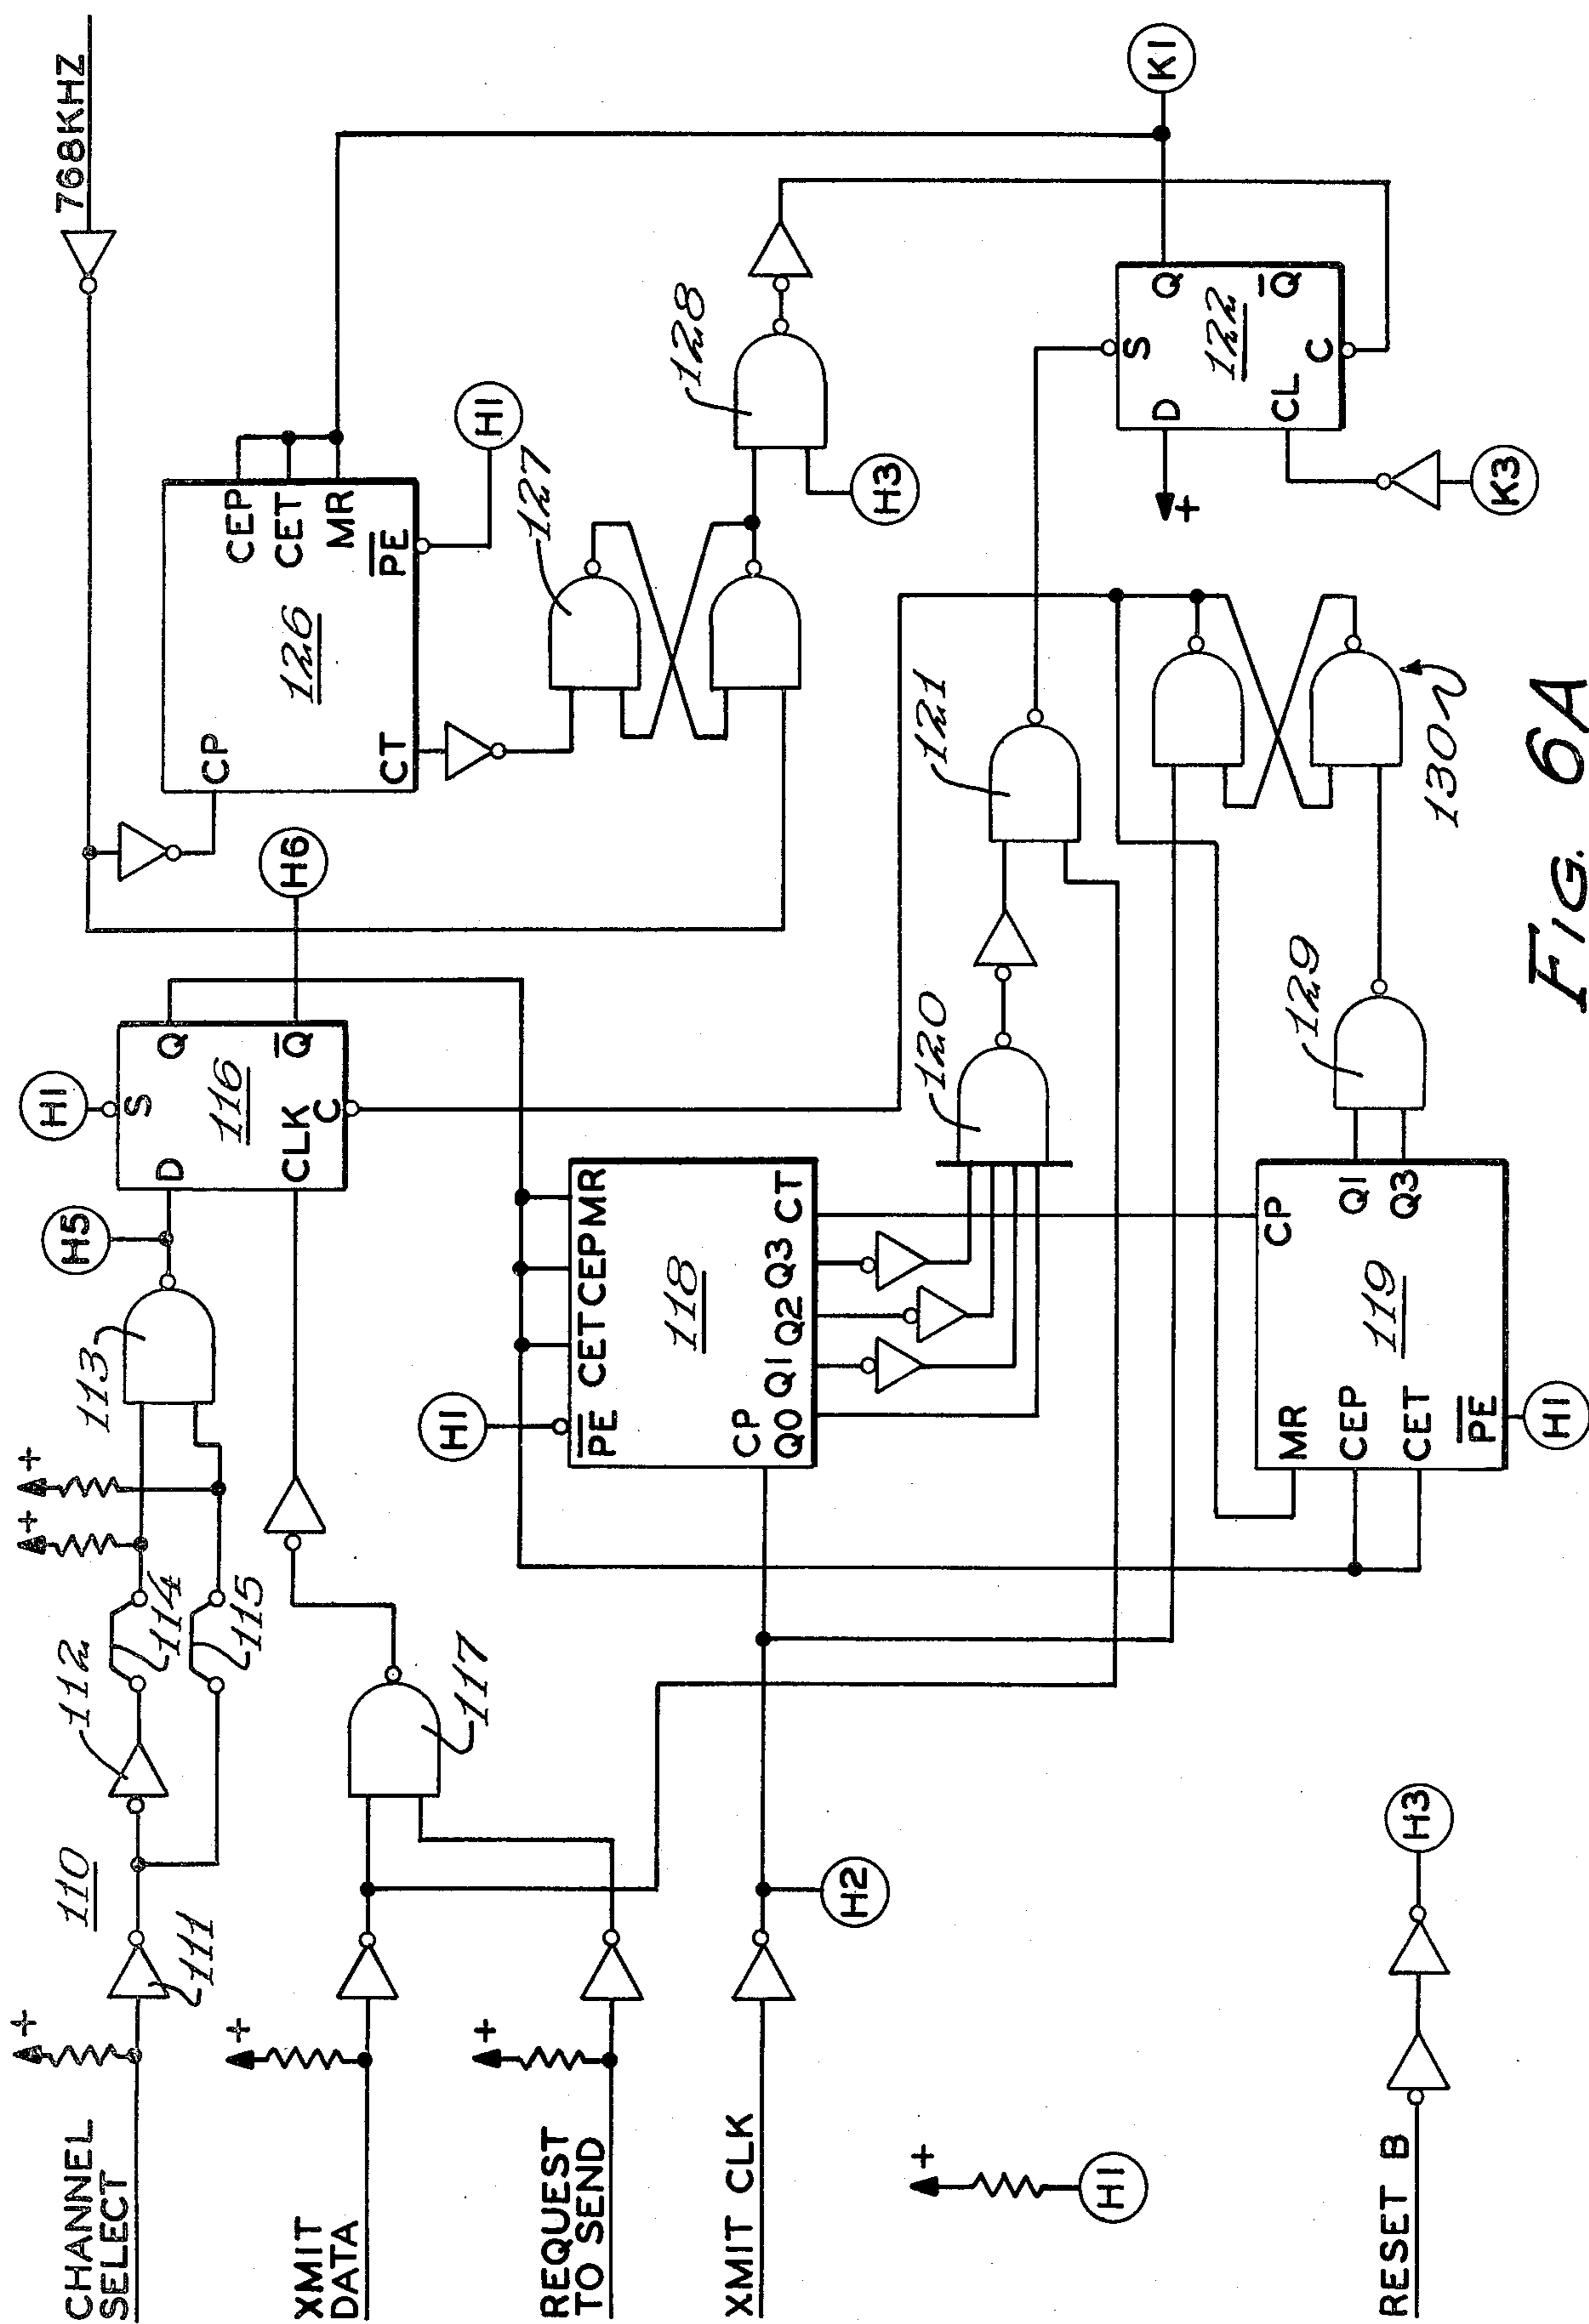 CHANNEL
SELECT
XMIT
DATA
REQUEST
TO SEND
XMIT CLK
RESET B
+
+
+
+
+
+
H1
H3
H2
110
111
112
114
115
113
117
H5
H1
S
D
Q
116
CLK
Q̅
C
H6
768KHZ
CP
126
CEP
CET
MR
P̅E̅
CT
H1
127
128
H3
H1
P̅E̅
CET
CEP
MR
118
CP
Q0
Q1
Q2
Q3
CT
120
121
S
D
Q
122
CL
Q̅
C
+
K3
K1
CP
MR
Q1
119
CEP
Q3
CET
P̅E̅
H1
129
130
FIG. 6A